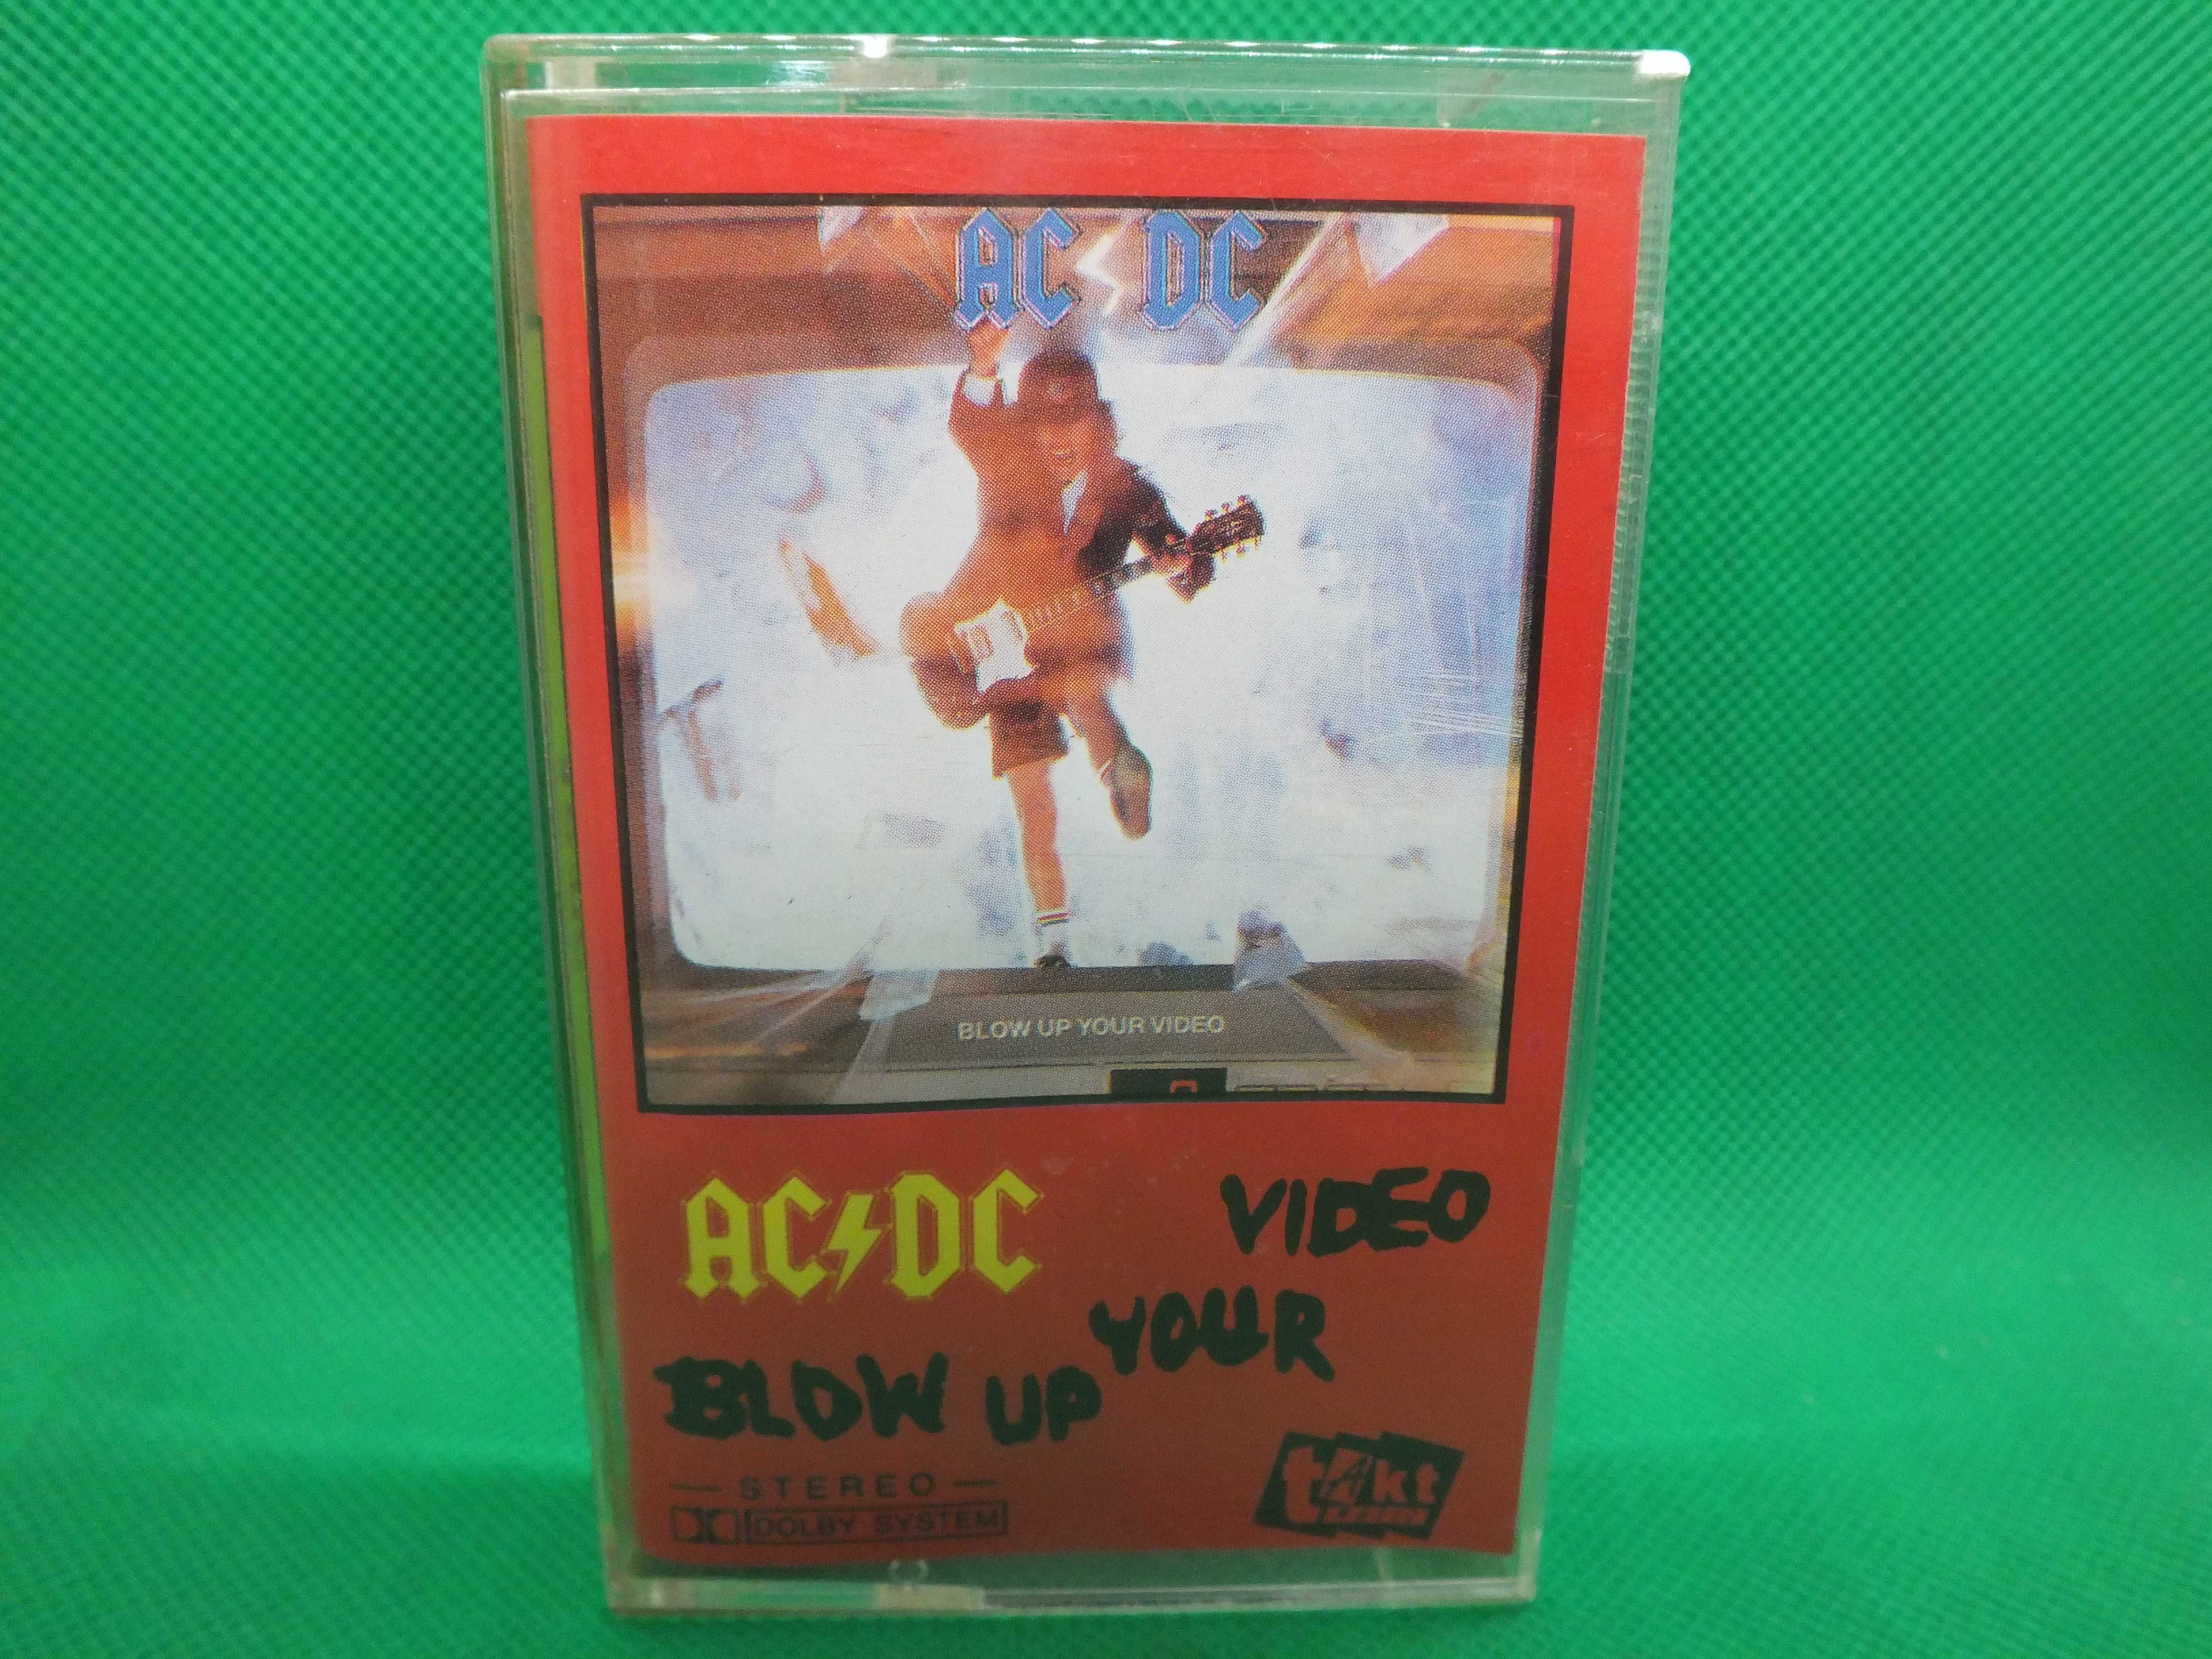 AC DC
BLOW UP YOUR VIDEO
AC⚡DC
VIDEO
YOUR
BLOW UP
— STEREO —
DOLBY SYSTEM
tAkt